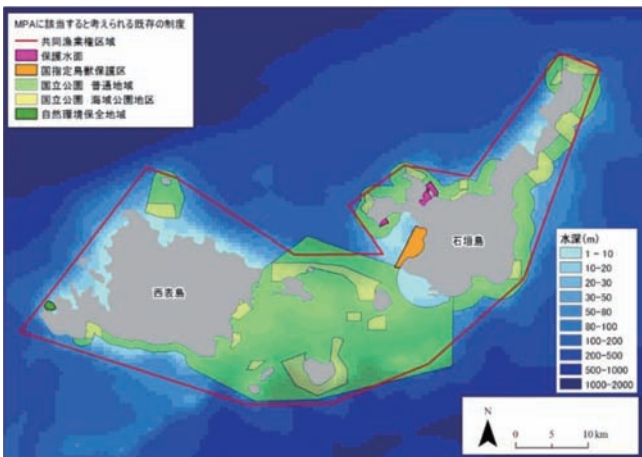 MPAに該当すると考えられる既存の制度
共同漁業権区域
保護水面
国指定鳥獣保護区
国立公園 普通地域
国立公園 海域公園地区
自然環境保全地域
石垣島
西表島
水深(m)
1 - 10
10-20
20-30
30-50
50-80
80-100
100-200
200-500
500-1000
1000-2000
N
0 5 10 km